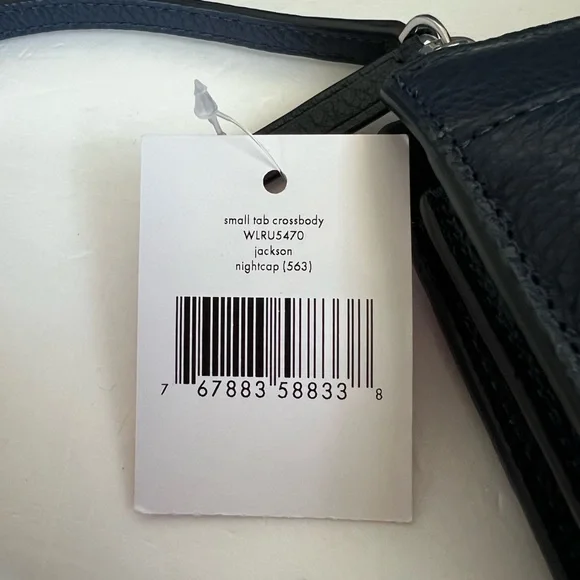 small tab crossbody
WLRU5470
jackson
nightcap (563)
7 67883 58833 8